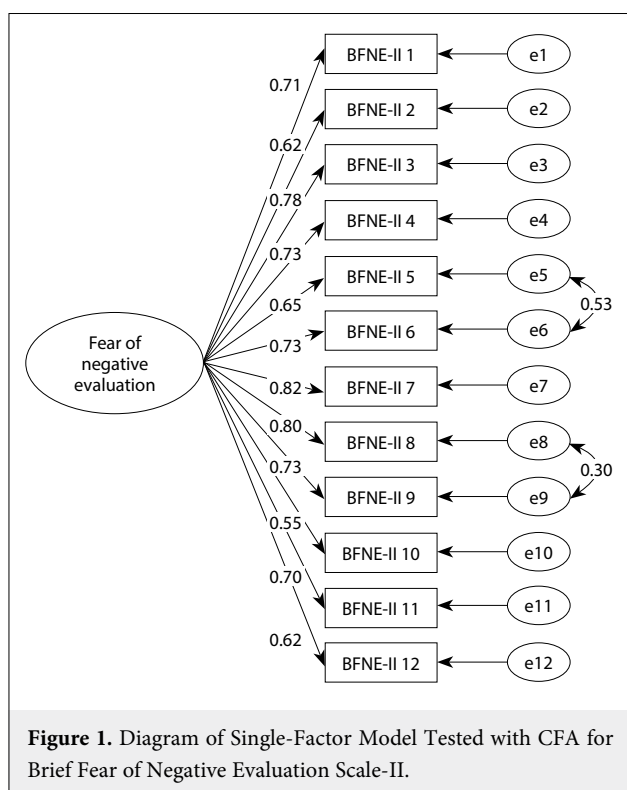 BFNE-II 1
e1
0.71
BFNE-II 2
e2
0.62
BFNE-II 3
e3
0.78
BFNE-II 4
e4
0.73
BFNE-II 5
e5
0.65
0.53
BFNE-II 6
e6
0.73
Fear of
negative
evaluation
BFNE-II 7
e7
0.82
0.80
BFNE-II 8
e8
0.73
0.30
BFNE-II 9
e9
0.55
BFNE-II 10
e10
0.70
BFNE-II 11
e11
0.62
BFNE-II 12
e12
Figure 1. Diagram of Single-Factor Model Tested with CFA for
Brief Fear of Negative Evaluation Scale-II.